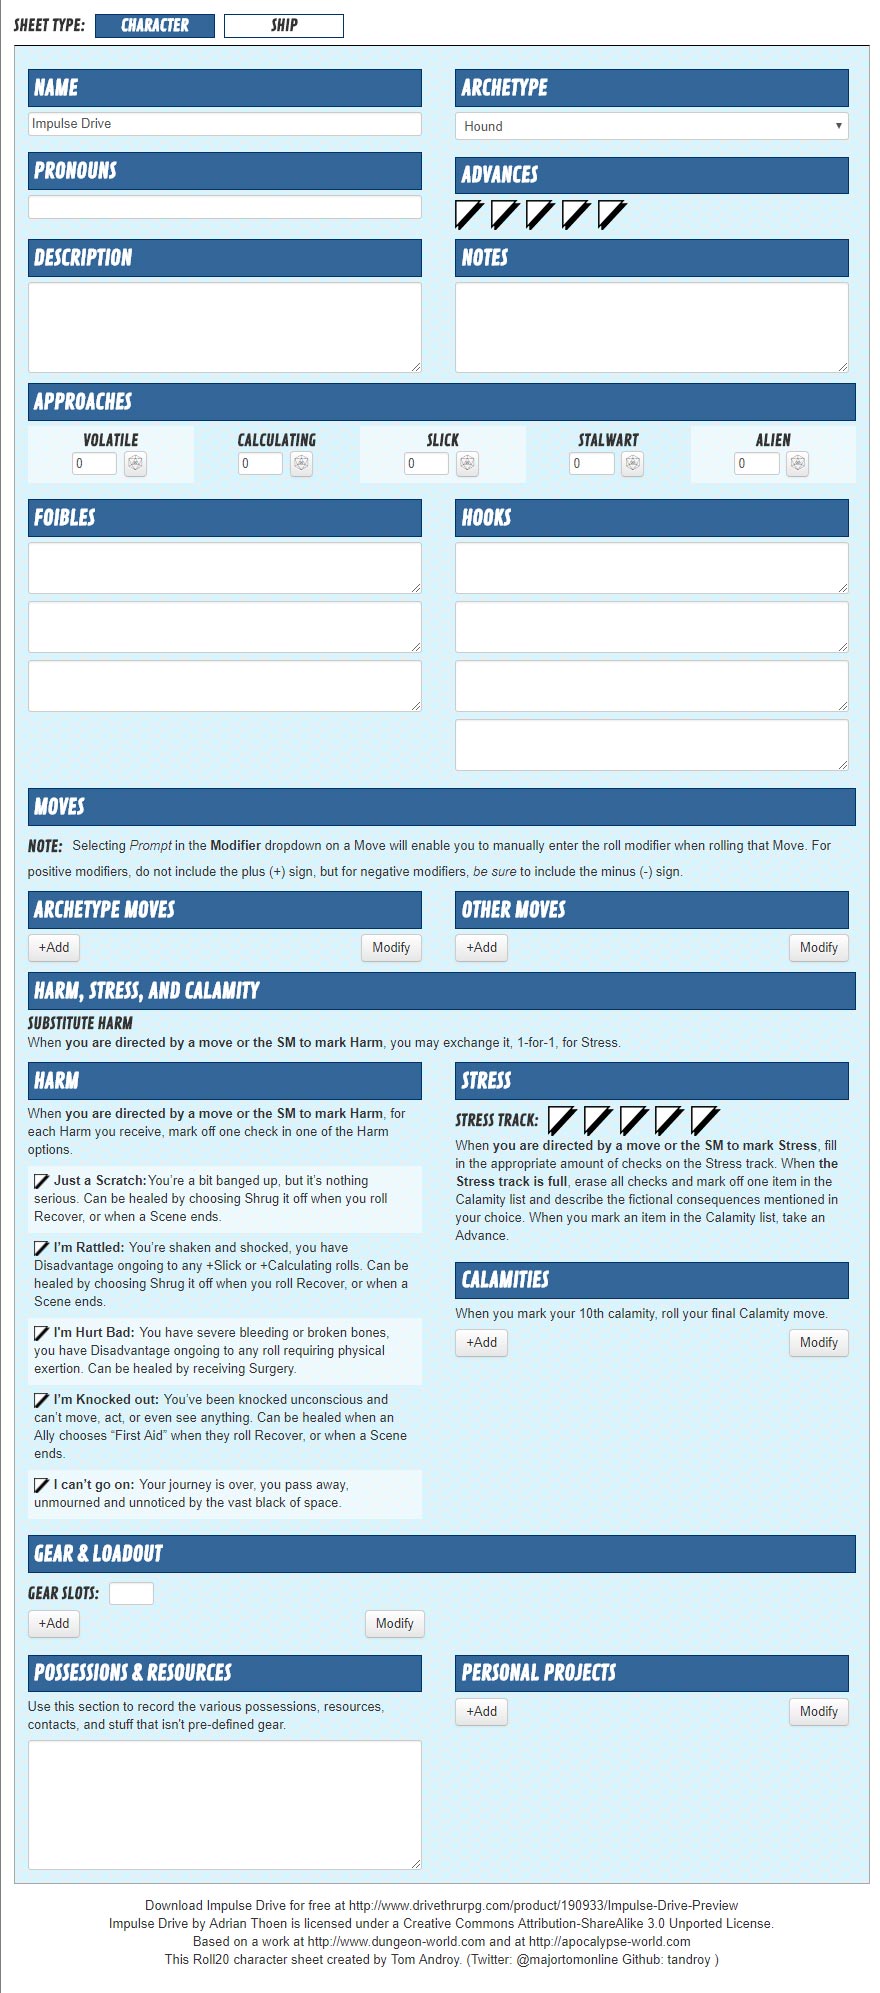 SHEET TYPE: CHARACTER SHIP
NAME
Impulse Drive
ARCHETYPE
Hound
PRONOUNS
ADVANCES
DESCRIPTION
NOTES
APPROACHES
VOLATILE CALCULATING SLICK STALWART ALIEN
0 0 0 0 0
FOIBLES
HOOKS
MOVES
NOTE: Selecting Prompt in the Modifier dropdown on a Move will enable you to manually enter the roll modifier when rolling that Move. For
positive modifiers, do not include the plus (+) sign, but for negative modifiers, be sure to include the minus (-) sign.
ARCHETYPE MOVES
+Add Modify
OTHER MOVES
+Add Modify
HARM, STRESS, AND CALAMITY
SUBSTITUTE HARM
When you are directed by a move or the SM to mark Harm, you may exchange it, 1-for-1, for Stress.
HARM
When you are directed by a move or the SM to mark Harm, for
each Harm you receive, mark off one check in one of the Harm
options.
Just a Scratch: You're a bit banged up, but it's nothing
serious. Can be healed by choosing Shrug it off when you roll
Recover, or when a Scene ends.
I'm Rattled: You're shaken and shocked, you have
Disadvantage ongoing to any +Slick or +Calculating rolls. Can be
healed by choosing Shrug it off when you roll Recover, or when a
Scene ends.
I'm Hurt Bad: You have severe bleeding or broken bones,
you have Disadvantage ongoing to any roll requiring physical
exertion. Can be healed by receiving Surgery.
I'm Knocked out: You've been knocked unconscious and
can't move, act, or even see anything. Can be healed when an
Ally chooses "First Aid" when they roll Recover, or when a Scene
ends.
I can't go on: Your journey is over, you pass away,
unmourned and unnoticed by the vast black of space.
STRESS
STRESS TRACK:
When you are directed by a move or the SM to mark Stress, fill
in the appropriate amount of checks on the Stress track. When the
Stress track is full, erase all checks and mark off one item in the
Calamity list and describe the fictional consequences mentioned in
your choice. When you mark an item in the Calamity list, take an
Advance.
CALAMITIES
When you mark your 10th calamity, roll your final Calamity move.
+Add Modify
GEAR & LOADOUT
GEAR SLOTS:
+Add Modify
POSSESSIONS & RESOURCES
Use this section to record the various possessions, resources,
contacts, and stuff that isn't pre-defined gear.
PERSONAL PROJECTS
+Add Modify
Download Impulse Drive for free at http://www.drivethrurpg.com/product/190933/Impulse-Drive-Preview
Impulse Drive by Adrian Thoen is licensed under a Creative Commons Attribution-ShareAlike 3.0 Unported License.
Based on a work at http://www.dungeon-world.com and at http://apocalypse-world.com
This Roll20 character sheet created by Tom Androy. (Twitter: @majortomonline Github: tandroy )